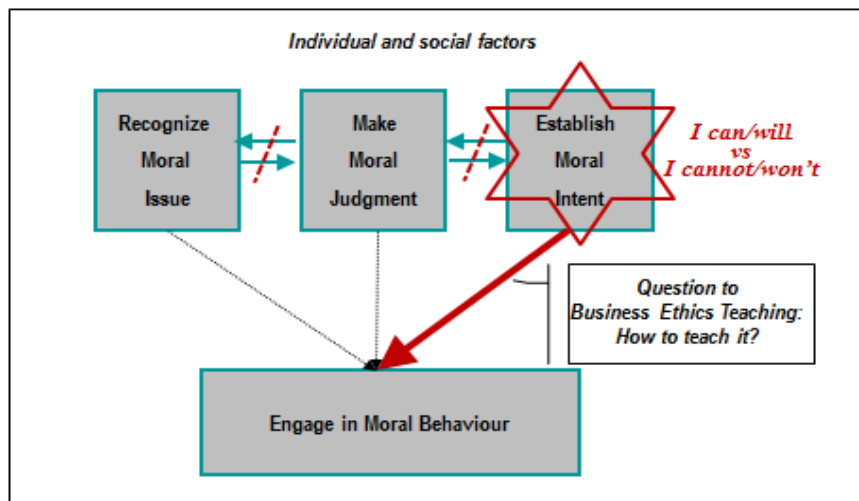 Individual and social factors
Recognize
Moral
Issue
Make
Moral
Judgment
Establish
Moral
Intent
I can/will
vs
I cannot/won't
Question to
Business Ethics Teaching:
How to teach it?
Engage in Moral Behaviour